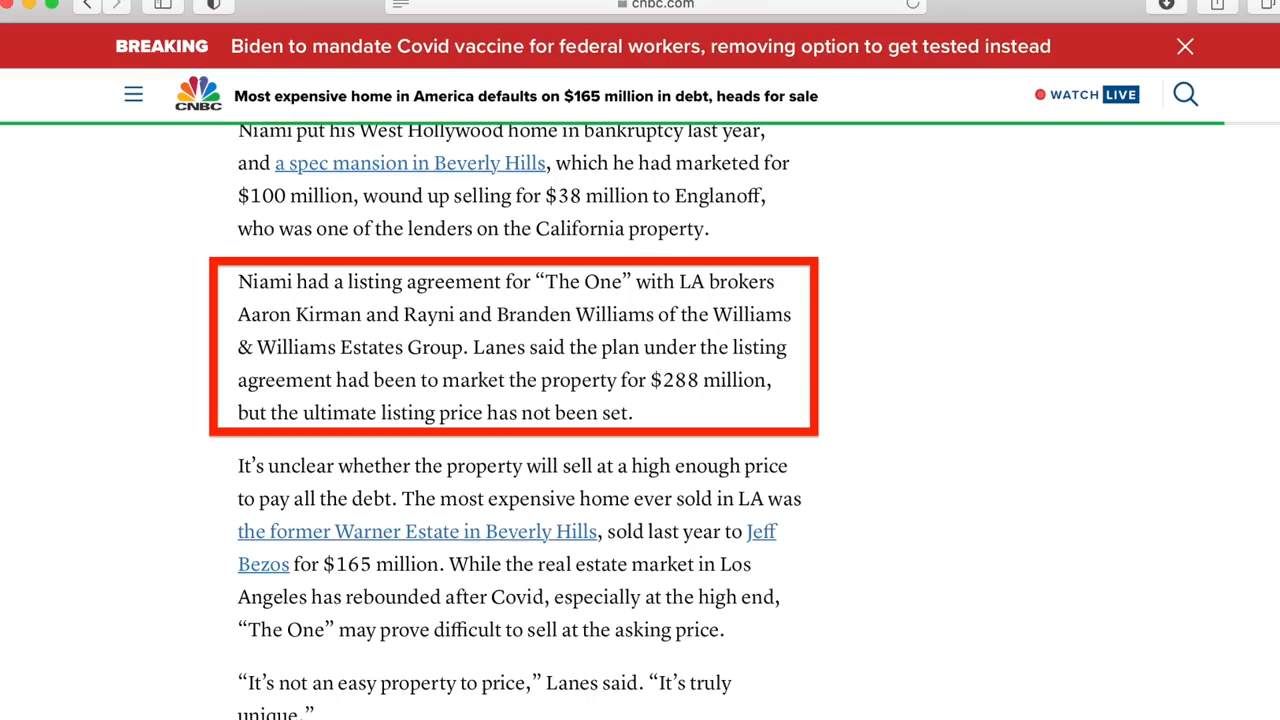 cnbc.com
BREAKING Biden to mandate Covid vaccine for federal workers, removing option to get tested instead
CNBC Most expensive home in America defaults on $165 million in debt, heads for sale WATCH LIVE
Niami put his West Hollywood home in bankruptcy last year,
and a spec mansion in Beverly Hills, which he had marketed for
$100 million, wound up selling for $38 million to Englanoff,
who was one of the lenders on the California property.
Niami had a listing agreement for “The One” with LA brokers
Aaron Kirman and Rayni and Branden Williams of the Williams
& Williams Estates Group. Lanes said the plan under the listing
agreement had been to market the property for $288 million,
but the ultimate listing price has not been set.
It’s unclear whether the property will sell at a high enough price
to pay all the debt. The most expensive home ever sold in LA was
the former Warner Estate in Beverly Hills, sold last year to Jeff
Bezos for $165 million. While the real estate market in Los
Angeles has rebounded after Covid, especially at the high end,
“The One” may prove difficult to sell at the asking price.
“It’s not an easy property to price,” Lanes said. “It’s truly
unique.”